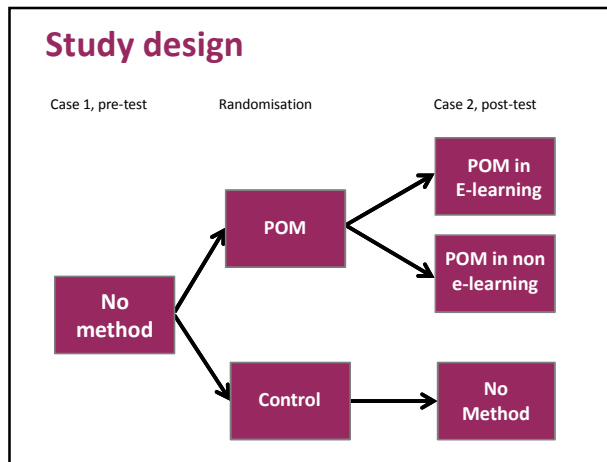 Study design
Case 1, pre-test
Randomisation
Case 2, post-test
POM in
E-learning
POM
POM in non
e-learning
No
method
Control
No
Method